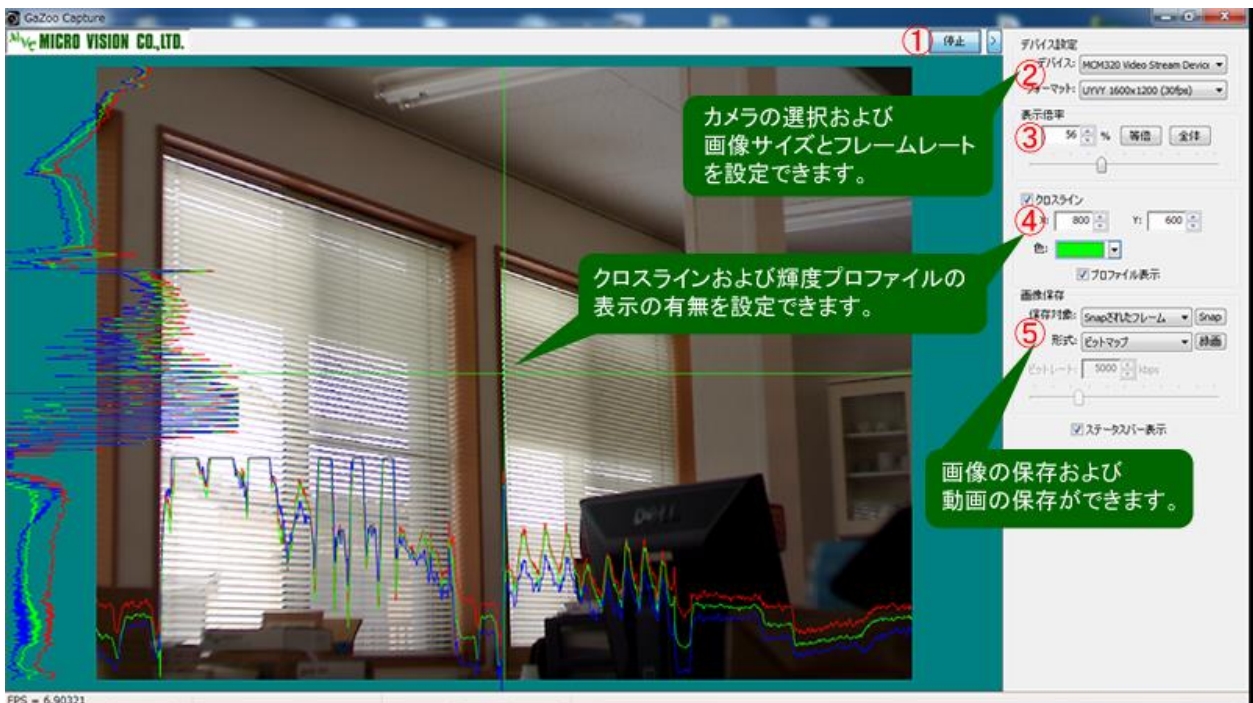 GaZoo Capture
MVC MICRO VISION CO.,LTD.
① 停止 >
デバイス設定
デバイス: MCM320 Video Stream Device
②
フォーマット: UYVY 1600x1200 (30fps)
カメラの選択および
画像サイズとフレームレート
を設定できます。
表示倍率
③ 56 % 等倍 全体
クロスライン
④ X: 800 Y: 600
色:
プロファイル表示
クロスラインおよび輝度プロファイルの
表示の有無を設定できます。
画像保存
保存対象: Snapされたフレーム Snap
⑤ 形式: ビットマップ 録画
ビットレート: 5000 kbps
ステータスバー表示
画像の保存および
動画の保存ができます。
DELL
FPS = 6.90321